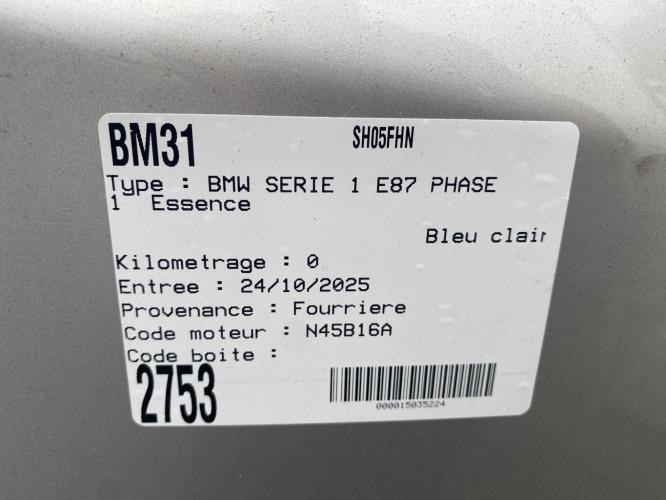 BM31 SH05FHN
Type : BMW SERIE 1 E87 PHASE
1 Essence
Bleu clair
Kilometrage : 0
Entree : 24/10/2025
Provenance : Fourriere
Code moteur : N45B16A
Code boite :
2753
000015035224